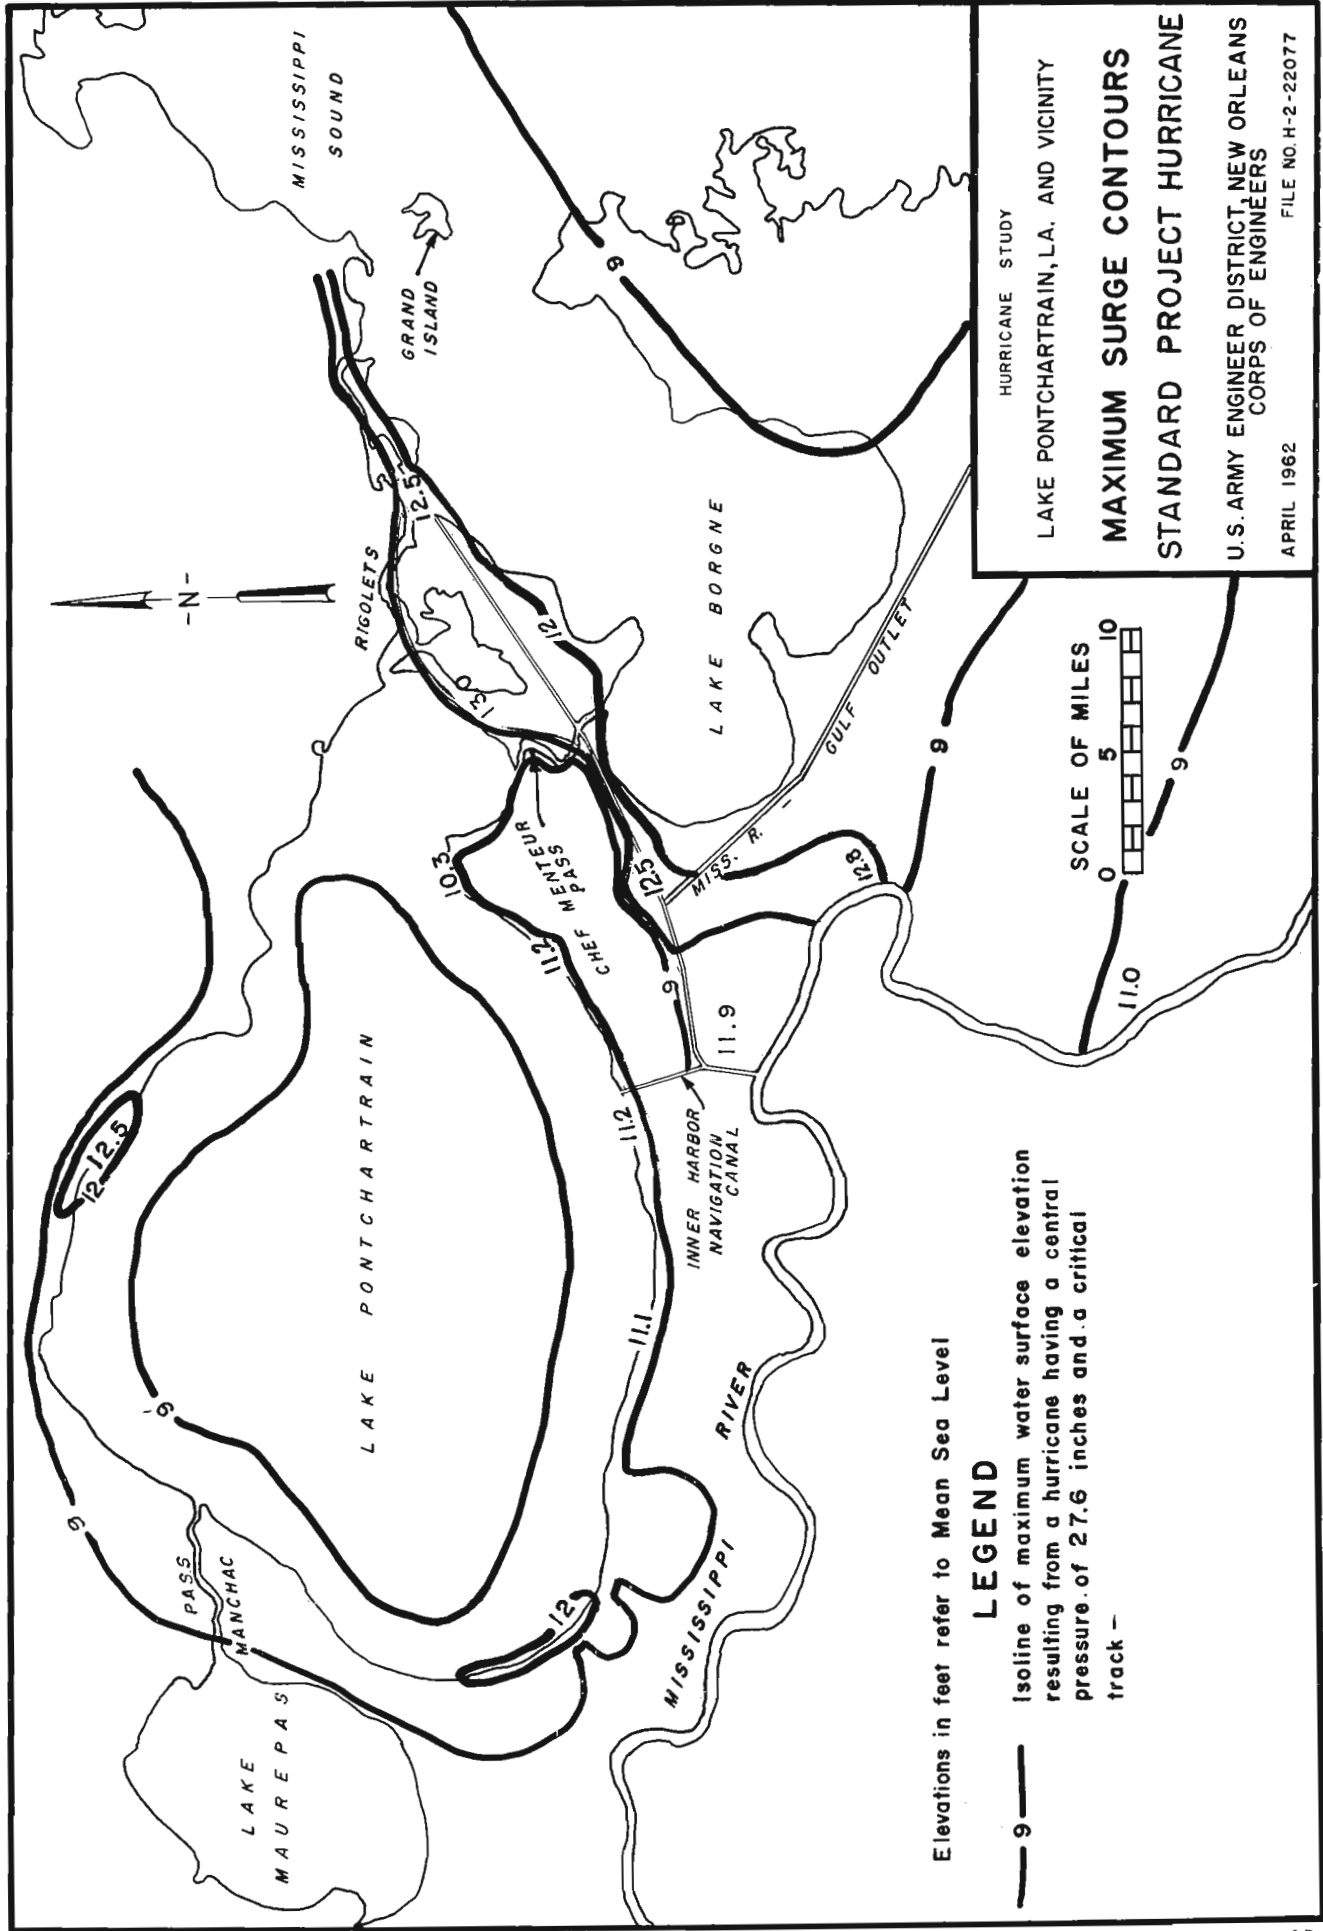 MISSISSIPPI
SOUND
GRAND
ISLAND
-N-
RIGOLETS
12.5
12
13.0
9
LAKE BORGNE
10.3
CHEF MENTEUR
PASS
11.2
12.5
MISS. R. - GULF OUTLET
12.8
9
9
11.0
9
11.9
LAKE PONTCHARTRAIN
12.5
12
9
9
PASS
MANCHAC
LAKE
MAUREPAS
12
11.2
11.1
INNER HARBOR
NAVIGATION
CANAL
MISSISSIPPI RIVER
SCALE OF MILES
0 5 10
Elevations in feet refer to Mean Sea Level
LEGEND
9 Isoline of maximum water surface elevation
resulting from a hurricane having a central
pressure of 27.6 inches and a critical
track —
HURRICANE STUDY
LAKE PONTCHARTRAIN, LA. AND VICINITY
MAXIMUM SURGE CONTOURS
STANDARD PROJECT HURRICANE
U.S. ARMY ENGINEER DISTRICT, NEW ORLEANS
CORPS OF ENGINEERS
APRIL 1962 FILE NO. H-2-22077